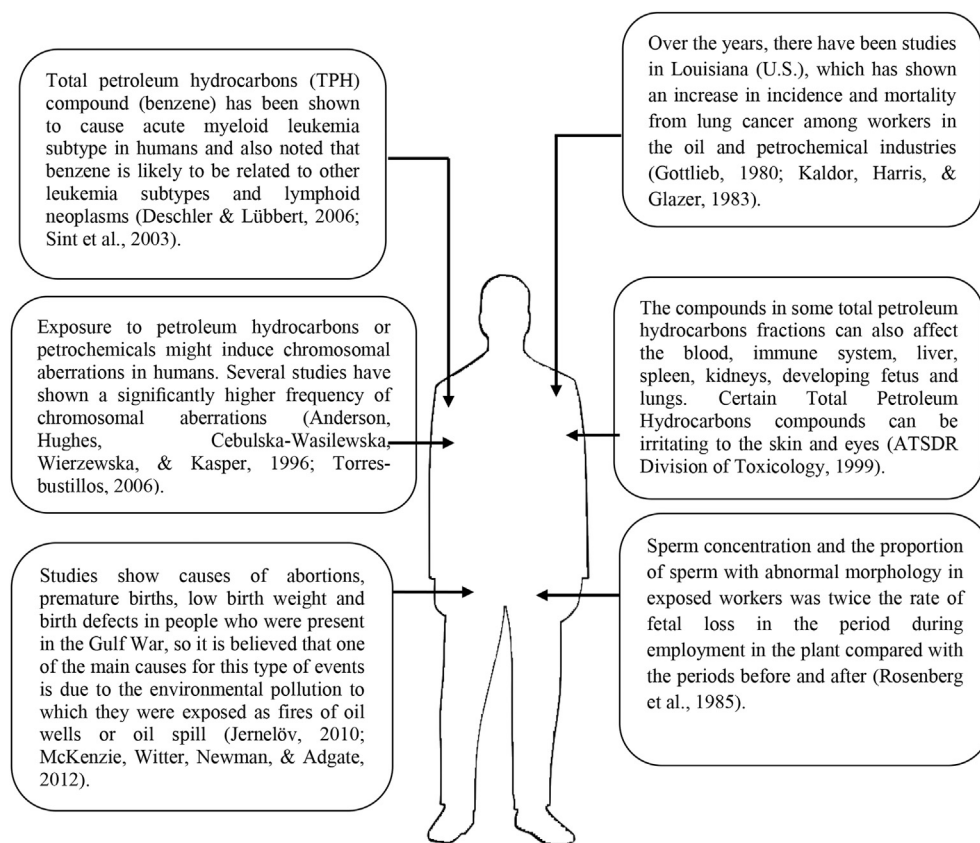 Total petroleum hydrocarbons (TPH)
compound (benzene) has been shown
to cause acute myeloid leukemia
subtype in humans and also noted that
benzene is likely to be related to other
leukemia subtypes and lymphoid
neoplasms (Deschler & Lübbert, 2006;
Sint et al., 2003).
Over the years, there have been studies
in Louisiana (U.S.), which has shown
an increase in incidence and mortality
from lung cancer among workers in
the oil and petrochemical industries
(Gottlieb, 1980; Kaldor, Harris, &
Glazer, 1983).
Exposure to petroleum hydrocarbons or
petrochemicals might induce chromosomal
aberrations in humans. Several studies have
shown a significantly higher frequency of
chromosomal aberrations (Anderson,
Hughes, Cebulska-Wasilewska,
Wierzewska, & Kasper, 1996; Torres-
bustillos, 2006).
The compounds in some total petroleum
hydrocarbons fractions can also affect
the blood, immune system, liver,
spleen, kidneys, developing fetus and
lungs. Certain Total Petroleum
Hydrocarbons compounds can be
irritating to the skin and eyes (ATSDR
Division of Toxicology, 1999).
Studies show causes of abortions,
premature births, low birth weight and
birth defects in people who were present
in the Gulf War, so it is believed that one
of the main causes for this type of events
is due to the environmental pollution to
which they were exposed as fires of oil
wells or oil spill (Jernelöv, 2010;
McKenzie, Witter, Newman, & Adgate,
2012).
Sperm concentration and the proportion
of sperm with abnormal morphology in
exposed workers was twice the rate of
fetal loss in the period during
employment in the plant compared with
the periods before and after (Rosenberg
et al., 1985).